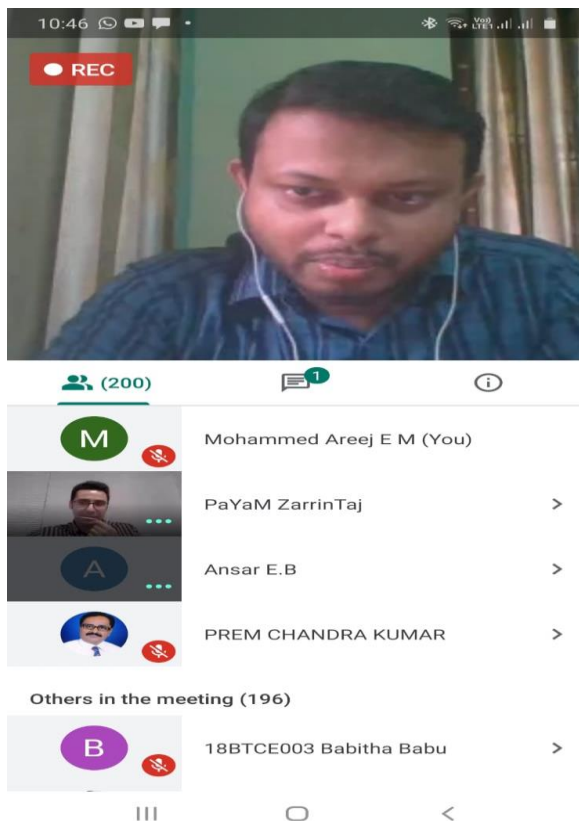 10:46
REC
(200)
1
M
Mohammed Areej E M (You)
PaYaM ZarrinTaj
A
Ansar E.B
PREM CHANDRA KUMAR
Others in the meeting (196)
B
18BTCE003 Babitha Babu